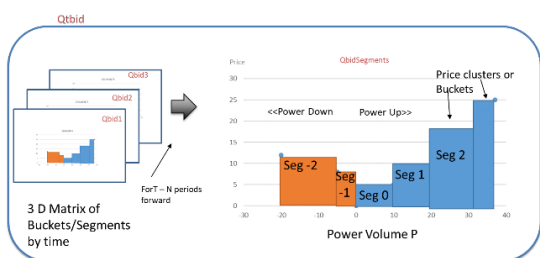 Qtbid
Qbid3
Qbid2
Qbid1
ForT – N periods
forward
3 D Matrix of
Buckets/Segments
by time
Price
QbidSegments
Price clusters or
Buckets
<<Power Down
Power Up>>
30
25
20
15
10
5
0
Seg -2
Seg
-1
Seg 0
Seg 1
Seg 2
-30
-20
-10
0
10
20
30
40
Power Volume P